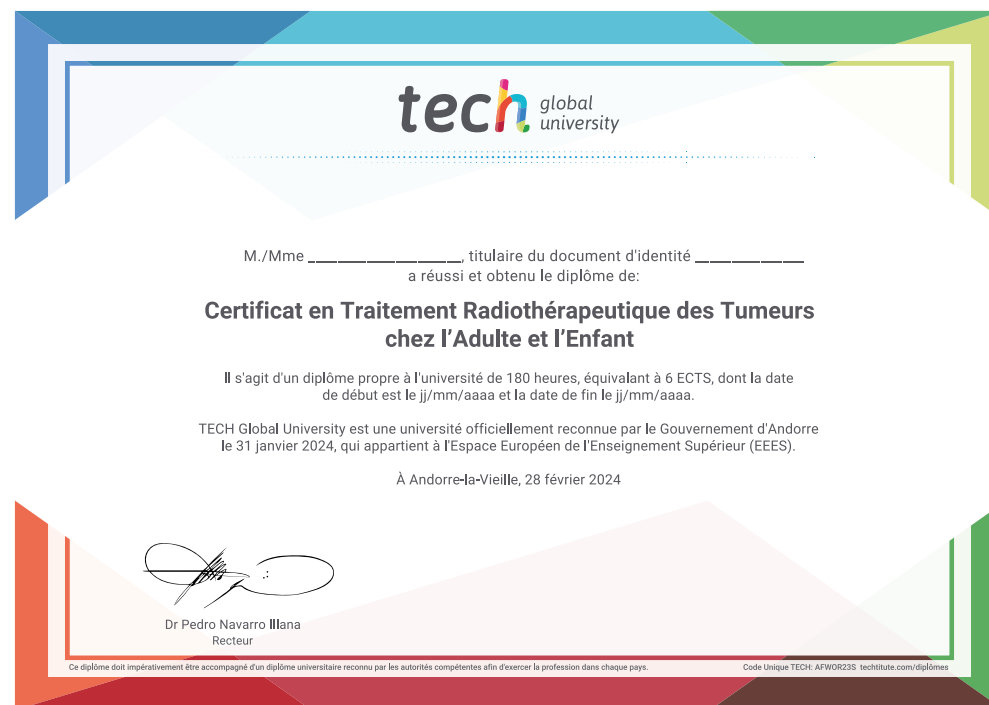 tech global university
M./Mme ____________________, titulaire du document d'identité ______________
a réussi et obtenu le diplôme de:
Certificat en Traitement Radiothérapeutique des Tumeurs
chez l’Adulte et l’Enfant
Il s'agit d'un diplôme propre à l'université de 180 heures, équivalant à 6 ECTS, dont la date
de début est le jj/mm/aaaa et la date de fin le jj/mm/aaaa.
TECH Global University est une université officiellement reconnue par le Gouvernement d'Andorre
le 31 janvier 2024, qui appartient à l'Espace Européen de l'Enseignement Supérieur (EEES).
À Andorre-la-Vieille, 28 février 2024
Dr Pedro Navarro Illana
Recteur
Ce diplôme doit impérativement être accompagné d'un diplôme universitaire reconnu par les autorités compétentes afin d'exercer la profession dans chaque pays. Code Unique TECH: AFWOR23S techtitute.com/diplômes